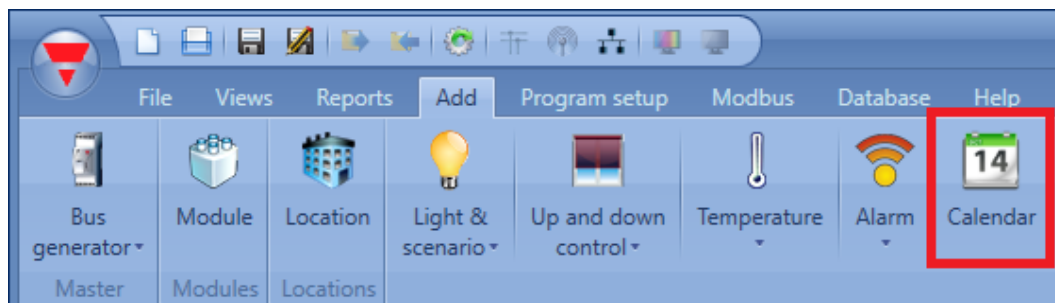 File Views Reports Add Program setup Modbus Database Help
14
Bus generator Module Location Light & scenario Up and down control Temperature Alarm Calendar
Master Modules Locations